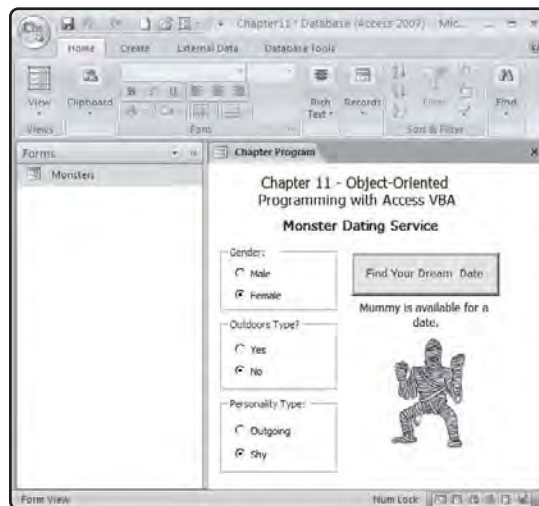 Chapter11 : Database (Access 2007) - Mic...
Home Create External Data Database Tools
View
Clipboard
B I U
Rich Text
Records
Filter
Find
Views
Font
Sort & Filter
Forms
Monsters
Chapter Program
Chapter 11 - Object-Oriented
Programming with Access VBA
Monster Dating Service
Gender:
Male
Female
Find Your Dream Date
Mummy is available for a
date.
Outdoors Type?
Yes
No
Personality Type:
Outgoing
Shy
Form View
Num Lock